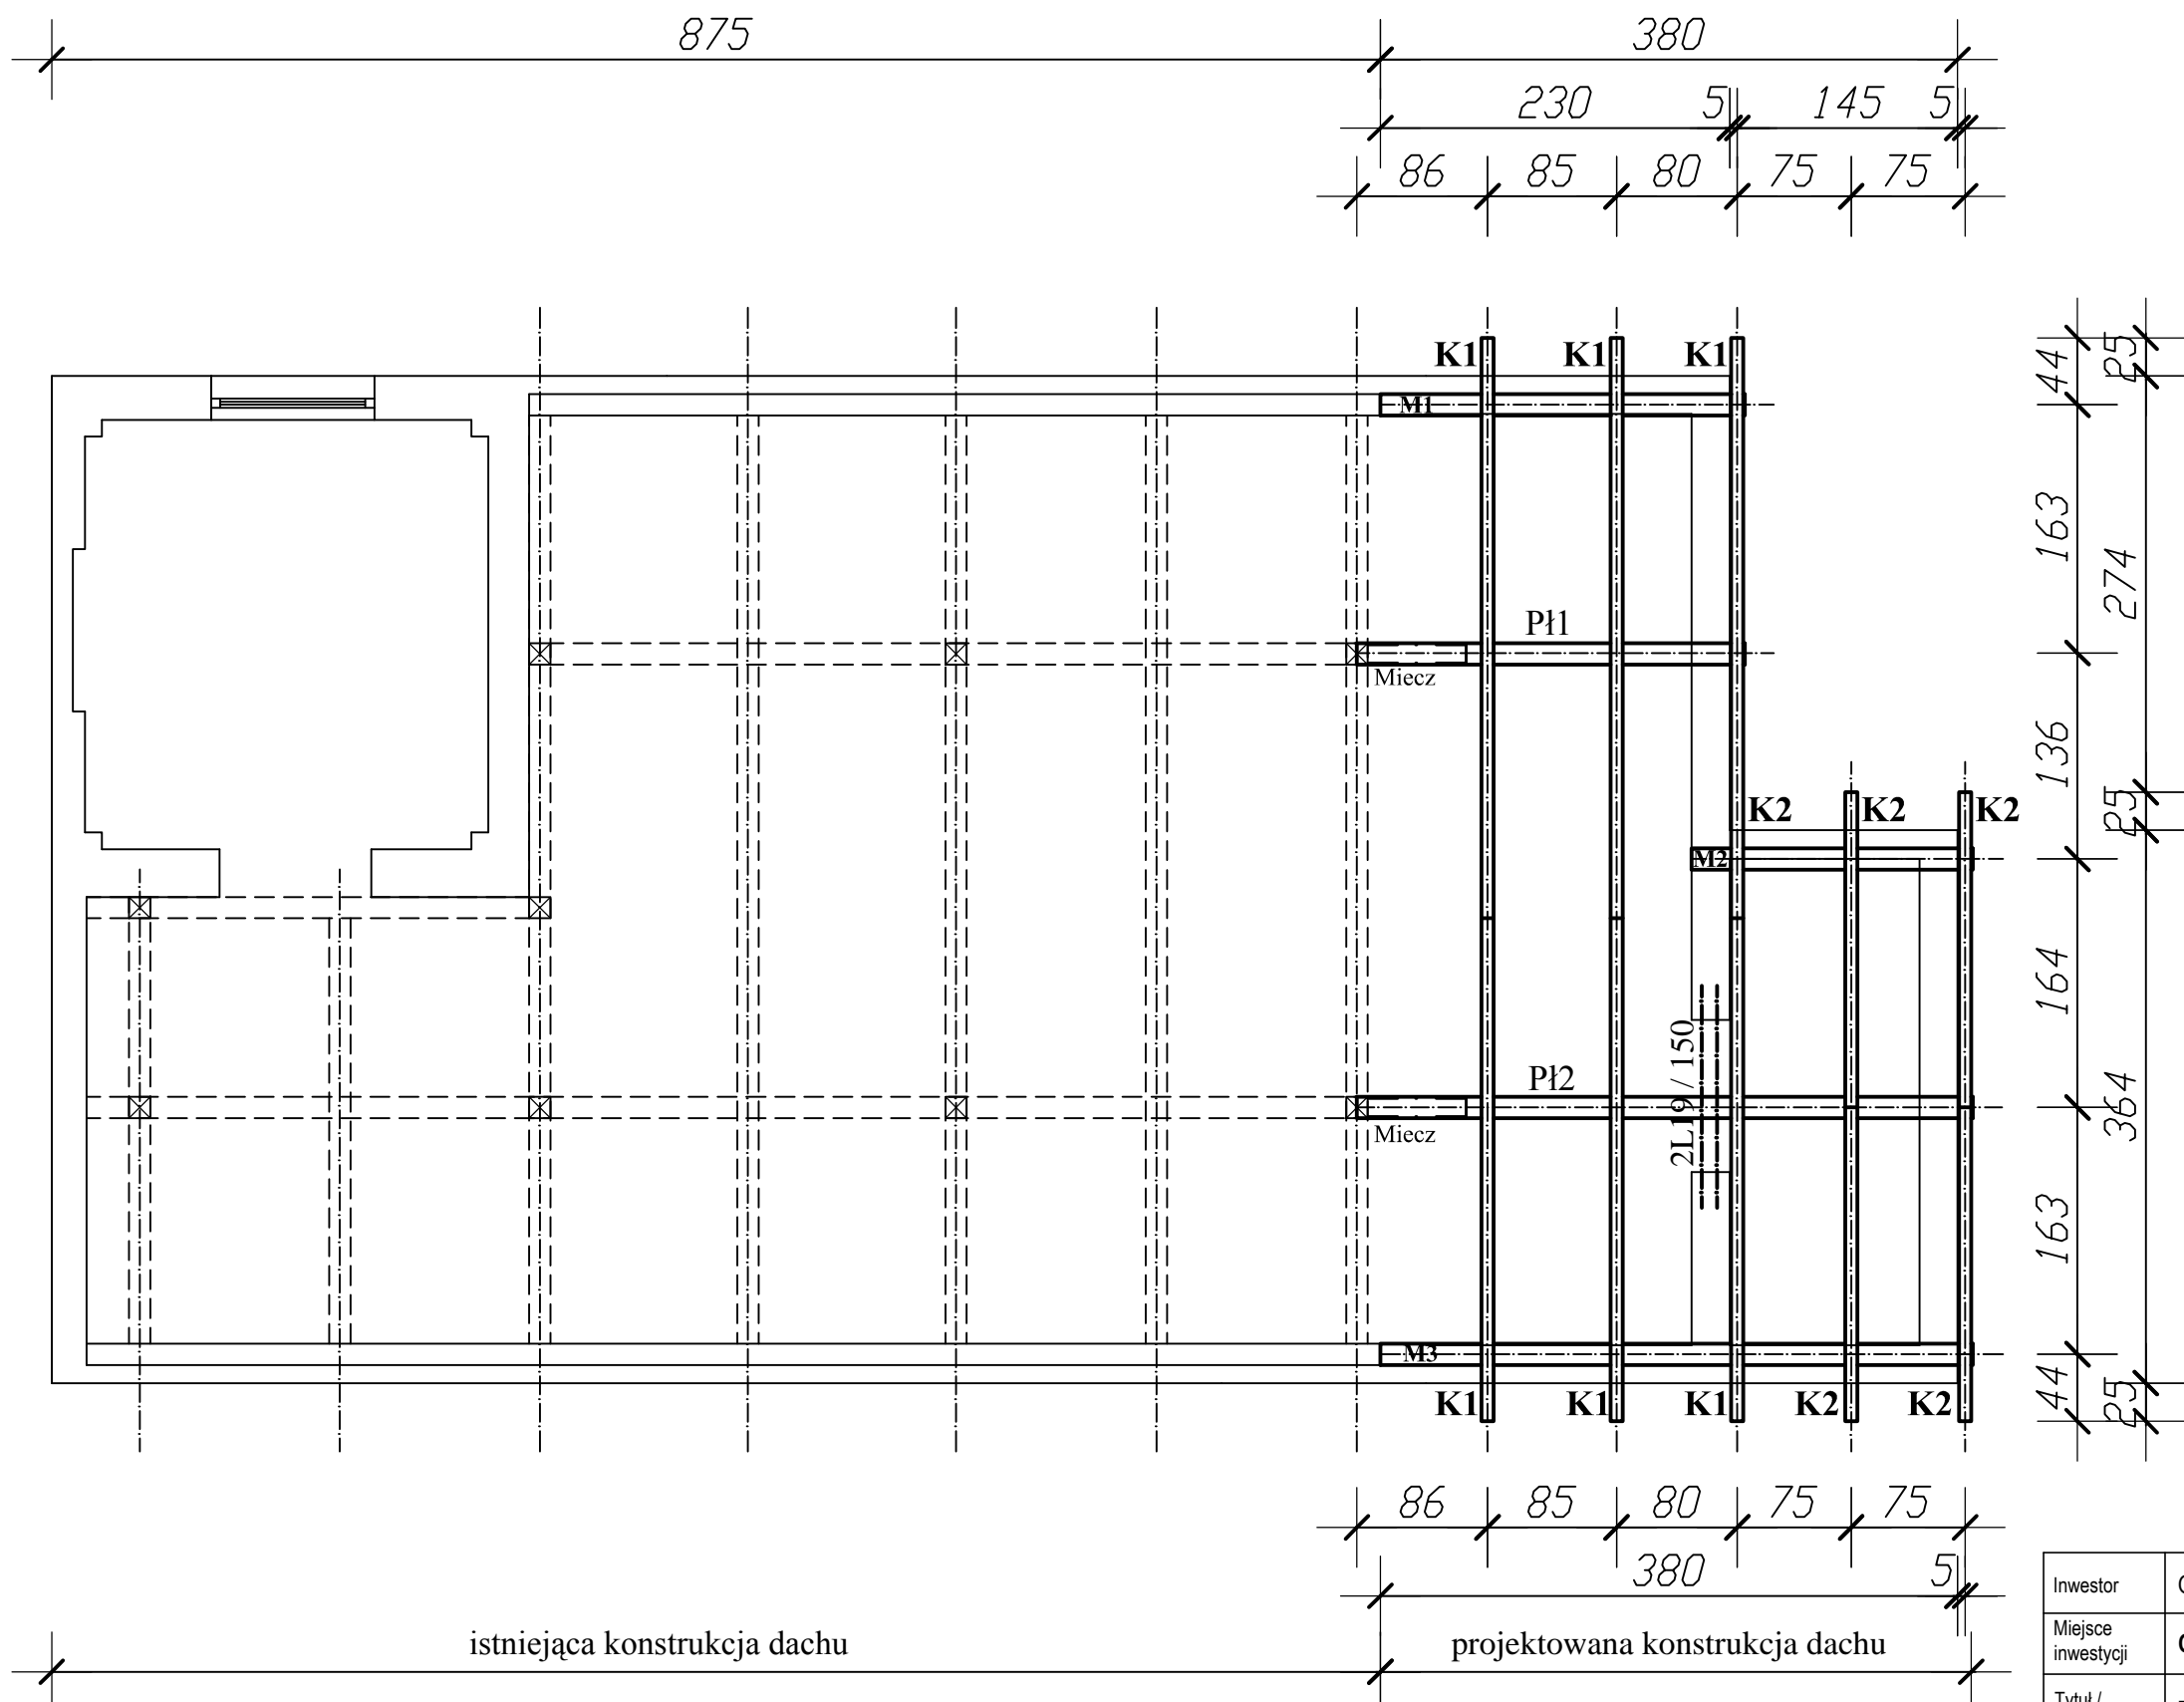 875 380
230 5 145 5
86 85 80 75 75
K1 K1 K1
M1
44 25
163
274
Pł1
Miecz
136
K2 K2 K2
25
M2
164
2L19 / 150
Pł2
Miecz
364
163
M3
K1 K1 K1 K2 K2
44 25
86 85 80 75 75
380 5
istniejąca konstrukcja dachu
projektowana konstrukcja dachu
Inwestor
Miejsce
inwestycji
Tytuł /